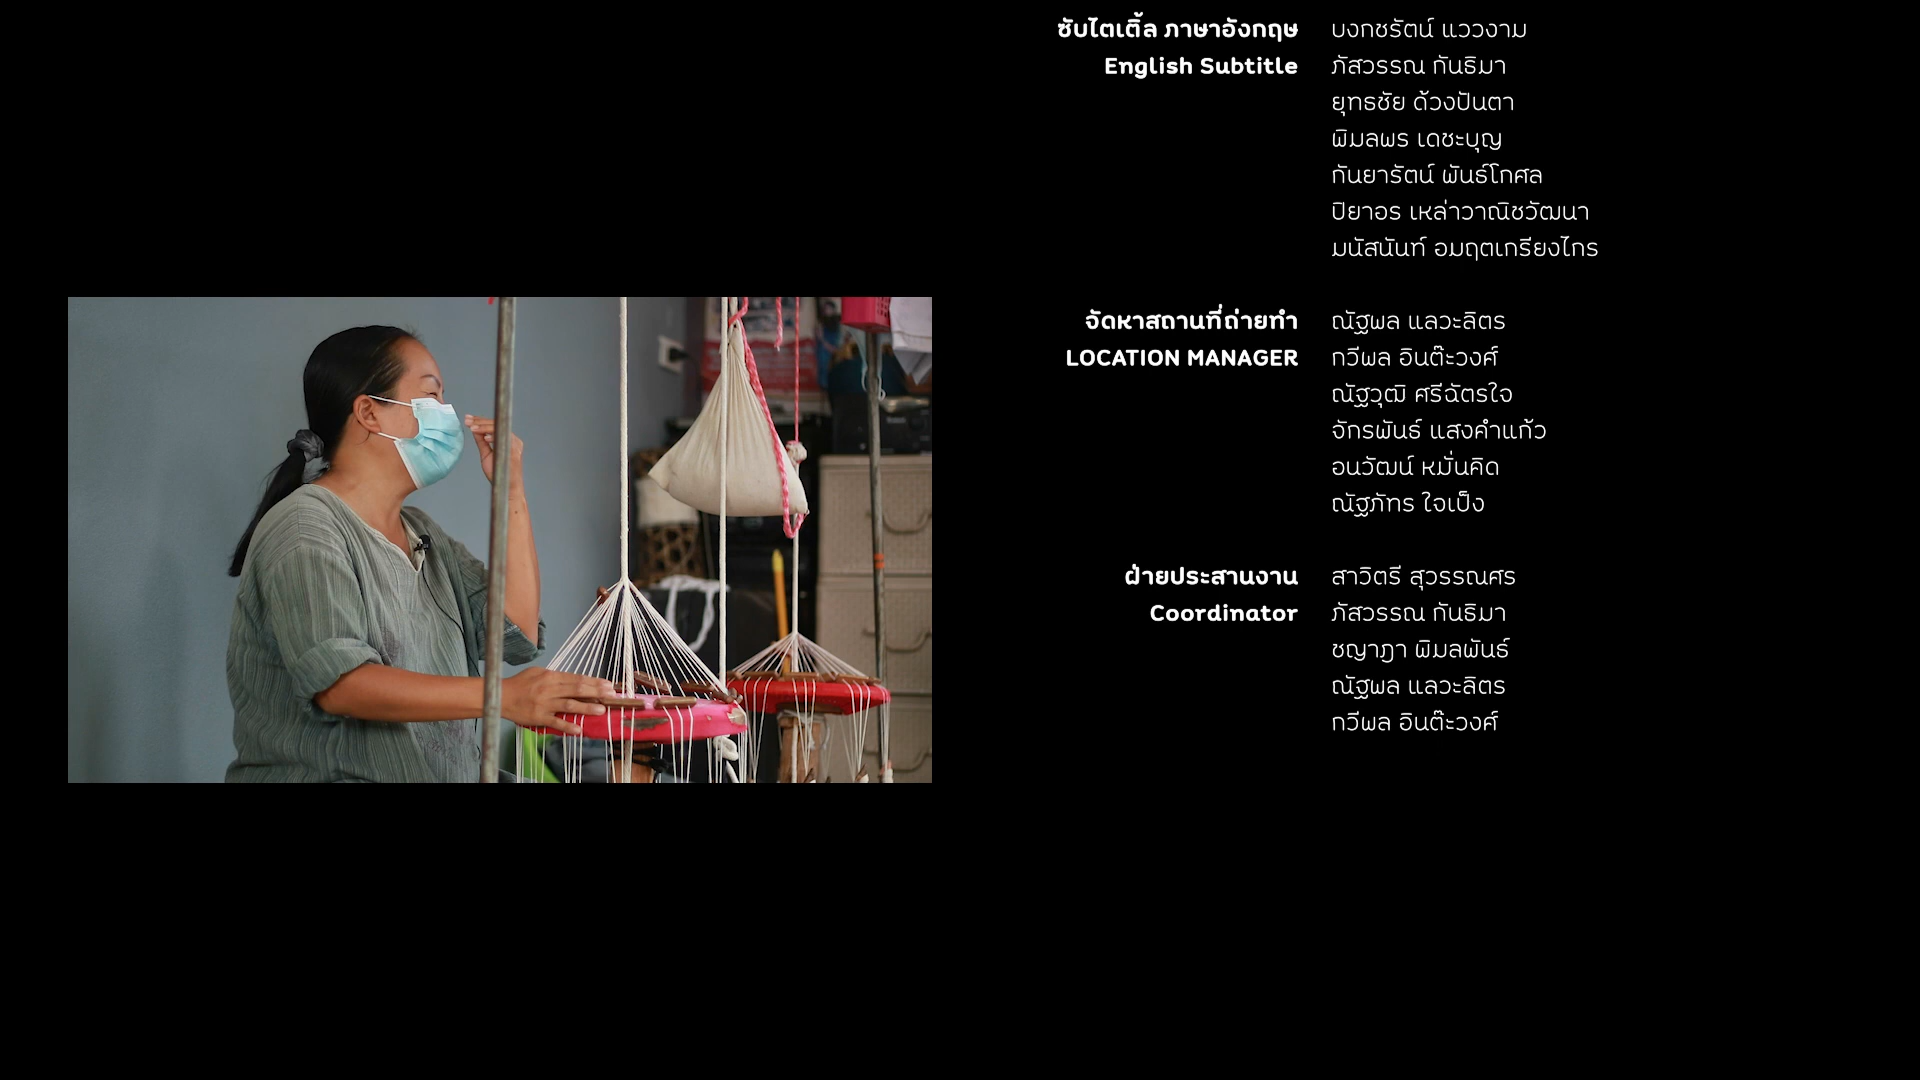 ซับไตเติ้ล ภาษาอังกฤษ บงกชรัตน์ แวววงาม
English Subtitle ภัสวรรณ กันธิมา
ยุทธชัย ด้วงปันตา
พิมลพร เดชะบุญ
กันยารัตน์ พันธ์โกศล
ปิยาอร เหล่าวาณิชวัฒนา
มนัสนันท์ อมฤตเกรียงไกร
จัดหาสถานที่ถ่ายทำ ณัฐพล แลวะลิตร
LOCATION MANAGER กวีพล อินต๊ะวงศ์
ณัฐวุฒิ ศรีฉัตรใจ
จักรพันธ์ แสงคำแก้ว
อนวัฒน์ หมั่นคิด
ณัฐภัทร ใจเป็ง
ฝ่ายประสานงาน สาวิตรี สุวรรณศร
Coordinator ภัสวรรณ กันธิมา
ชญาภา พิมลพันธ์
ณัฐพล แลวะลิตร
กวีพล อินต๊ะวงศ์